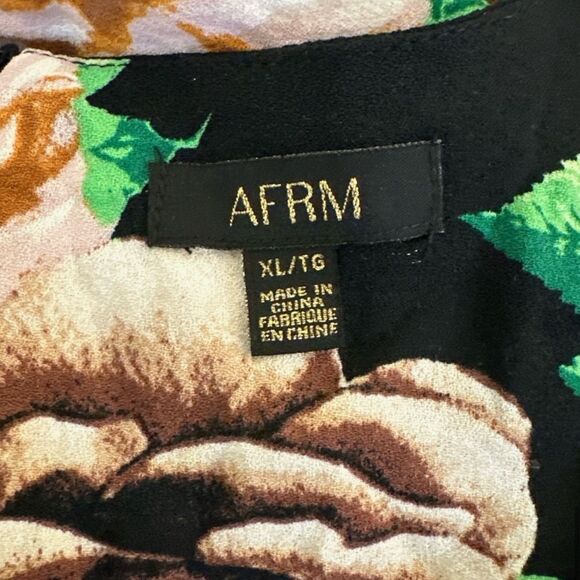 AFRM
XL/TG
MADE IN
CHINA
FABRIQUE
EN CHINE